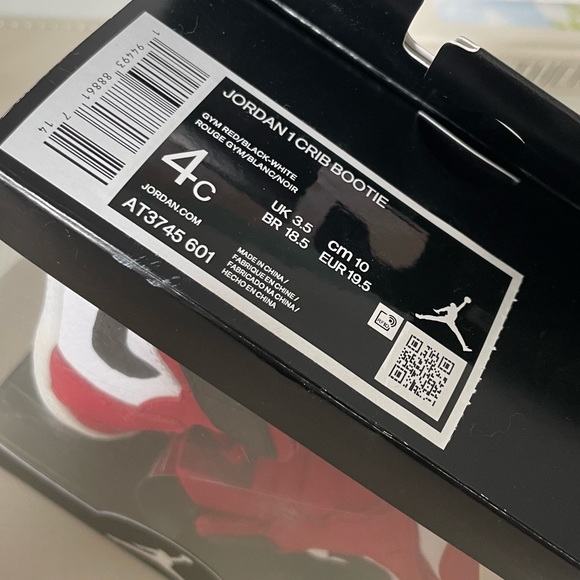 JORDAN 1 CRIB BOOTIE
GYM RED/BLACK-WHITE
ROUGE GYM/BLANC/NOIR
4C
UK 3.5
cm 10
BR 18.5
EUR 19.5
JORDAN.COM
AT3745 601
MADE IN CHINA /
FABRIQUE EN CHINE /
FABRICADO NA CHINA /
HECHO EN CHINA
1 94493 88861 7 14